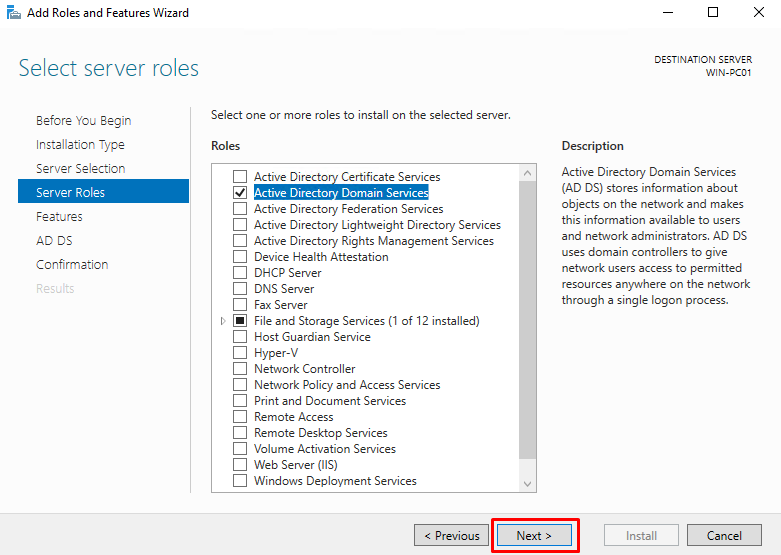 Add Roles and Features Wizard
Select server roles
DESTINATION SERVER
WIN-PC01
Before You Begin
Installation Type
Server Selection
Server Roles
Features
AD DS
Confirmation
Results
Select one or more roles to install on the selected server.
Roles
Active Directory Certificate Services
Active Directory Domain Services
Active Directory Federation Services
Active Directory Lightweight Directory Services
Active Directory Rights Management Services
Device Health Attestation
DHCP Server
DNS Server
Fax Server
File and Storage Services (1 of 12 installed)
Host Guardian Service
Hyper-V
Network Controller
Network Policy and Access Services
Print and Document Services
Remote Access
Remote Desktop Services
Volume Activation Services
Web Server (IIS)
Windows Deployment Services
Description
Active Directory Domain Services
(AD DS) stores information about
objects on the network and makes
this information available to users
and network administrators. AD DS
uses domain controllers to give
network users access to permitted
resources anywhere on the network
through a single logon process.
< Previous
Next >
Install
Cancel